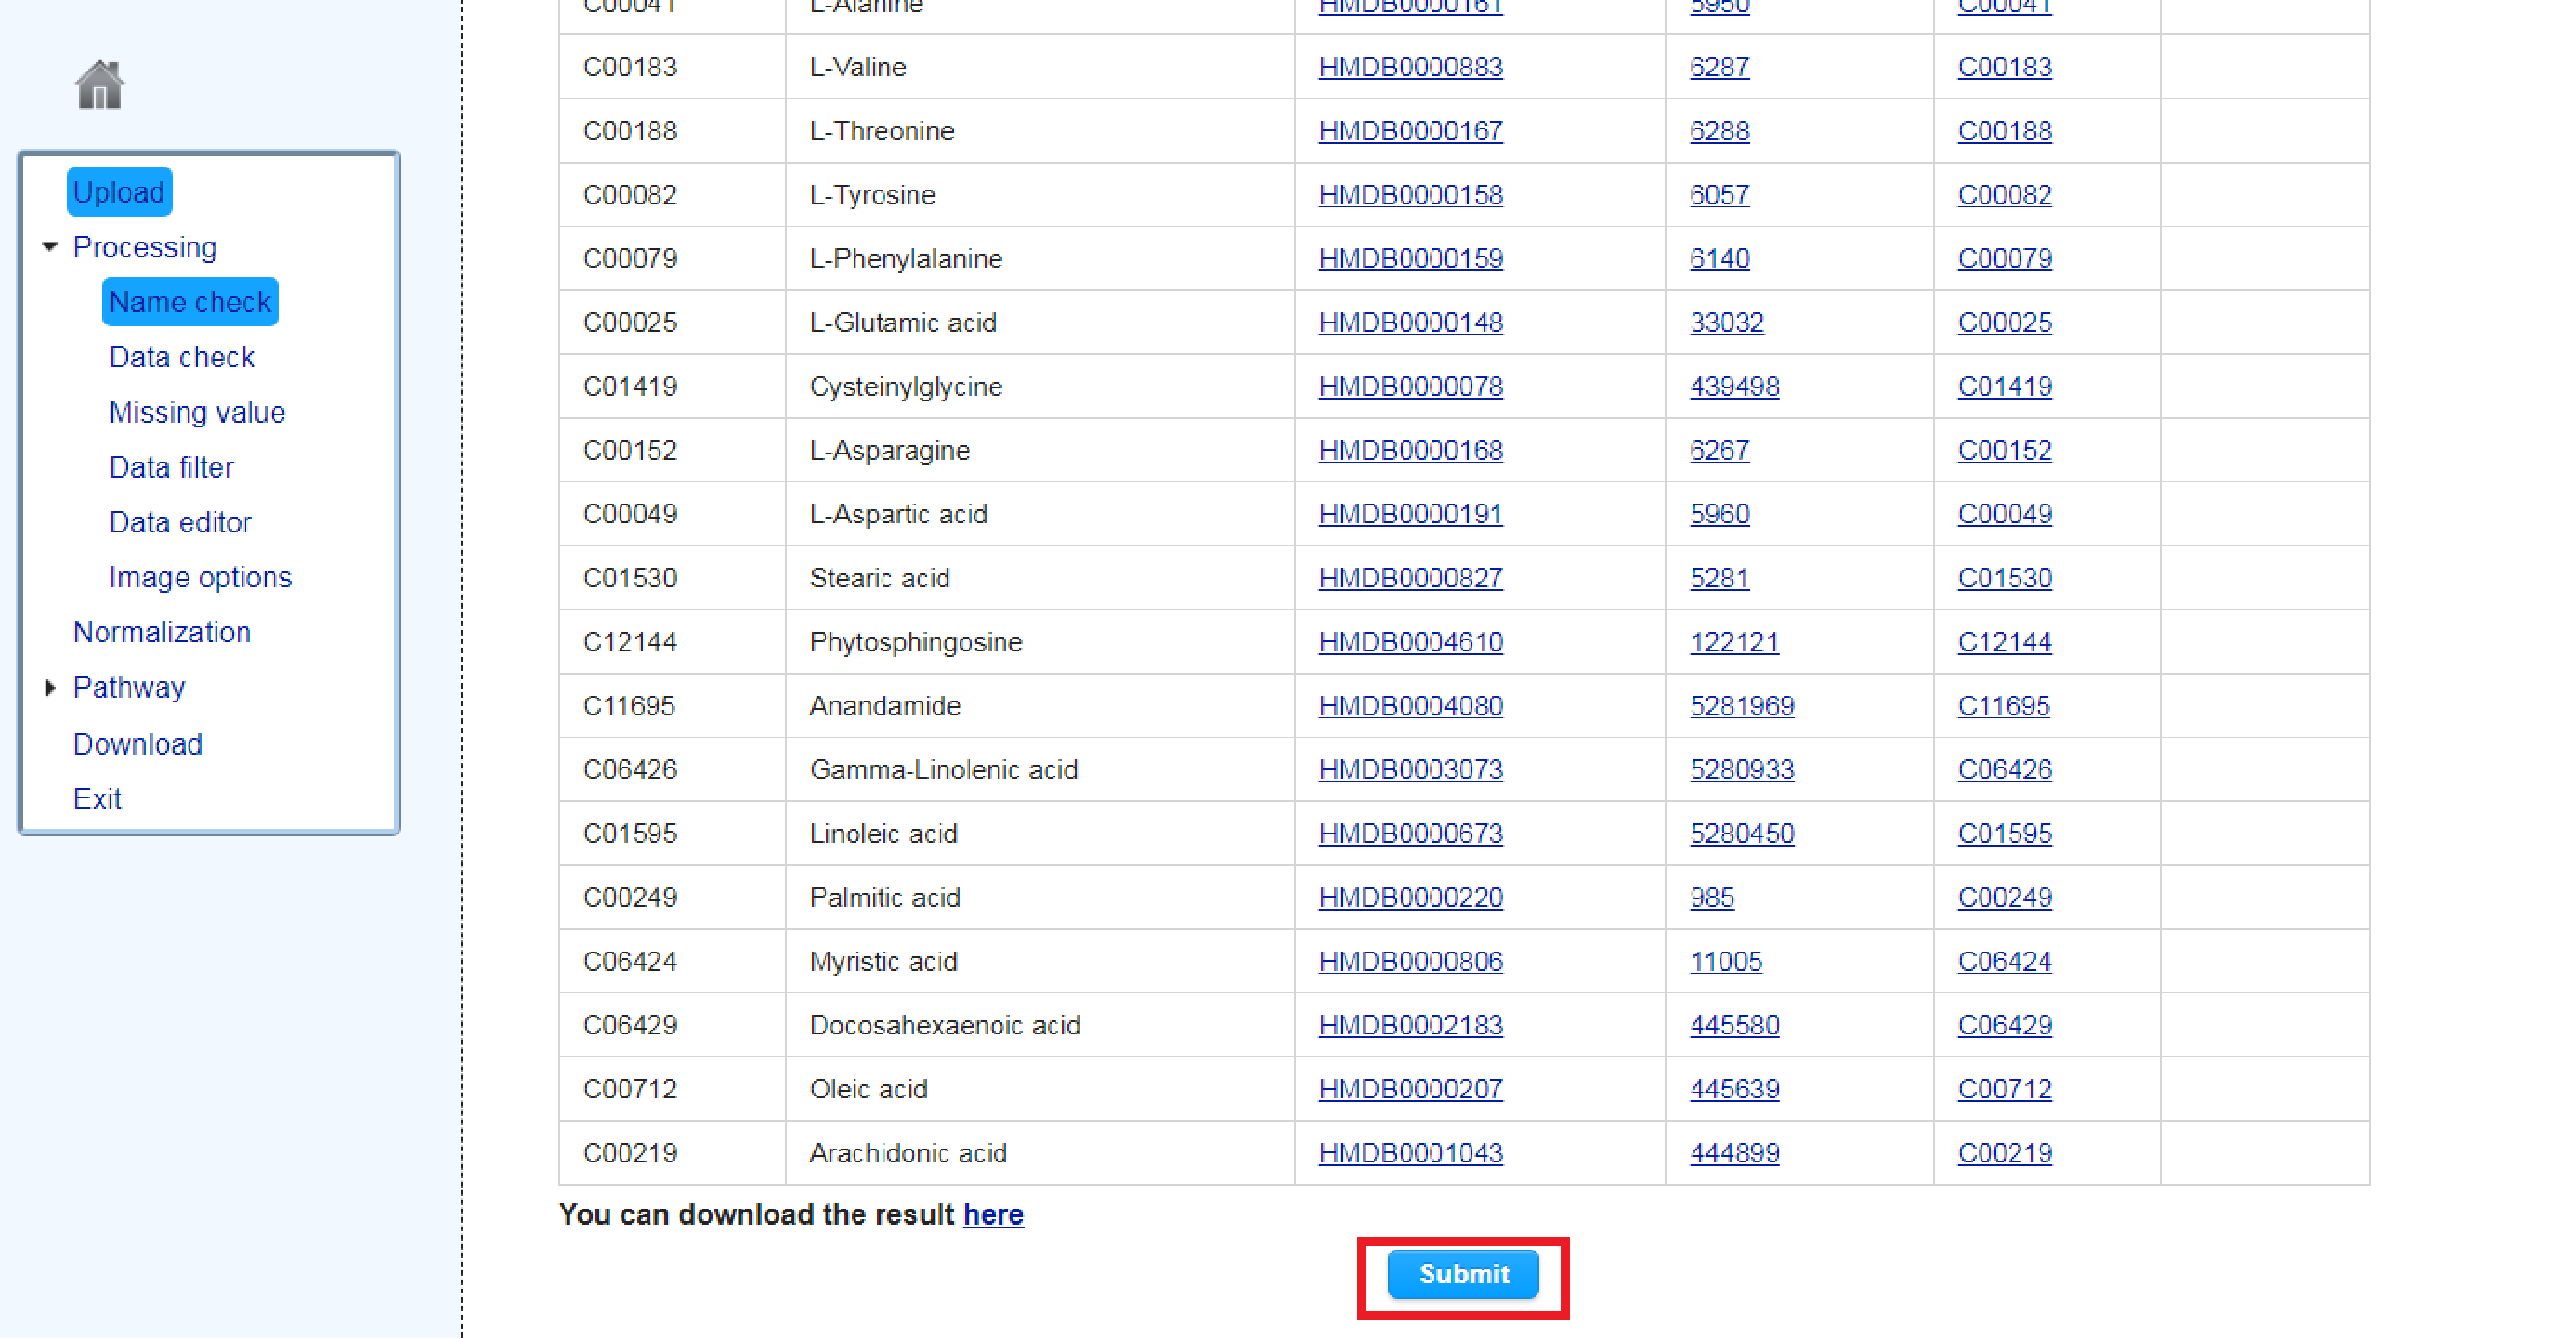 Upload
Processing
Name check
Data check
Missing value
Data filter
Data editor
Image options
Normalization
Pathway
Download
Exit
C00041 L-Alanine HMDB0000161 5950 C00041
C00183 L-Valine HMDB0000883 6287 C00183
C00188 L-Threonine HMDB0000167 6288 C00188
C00082 L-Tyrosine HMDB0000158 6057 C00082
C00079 L-Phenylalanine HMDB0000159 6140 C00079
C00025 L-Glutamic acid HMDB0000148 33032 C00025
C01419 Cysteinylglycine HMDB0000078 439498 C01419
C00152 L-Asparagine HMDB0000168 6267 C00152
C00049 L-Aspartic acid HMDB0000191 5960 C00049
C01530 Stearic acid HMDB0000827 5281 C01530
C12144 Phytosphingosine HMDB0004610 122121 C12144
C11695 Anandamide HMDB0004080 5281969 C11695
C06426 Gamma-Linolenic acid HMDB0003073 5280933 C06426
C01595 Linoleic acid HMDB0000673 5280450 C01595
C00249 Palmitic acid HMDB0000220 985 C00249
C06424 Myristic acid HMDB0000806 11005 C06424
C06429 Docosahexaenoic acid HMDB0002183 445580 C06429
C00712 Oleic acid HMDB0000207 445639 C00712
C00219 Arachidonic acid HMDB0001043 444899 C00219
You can download the result here
Submit